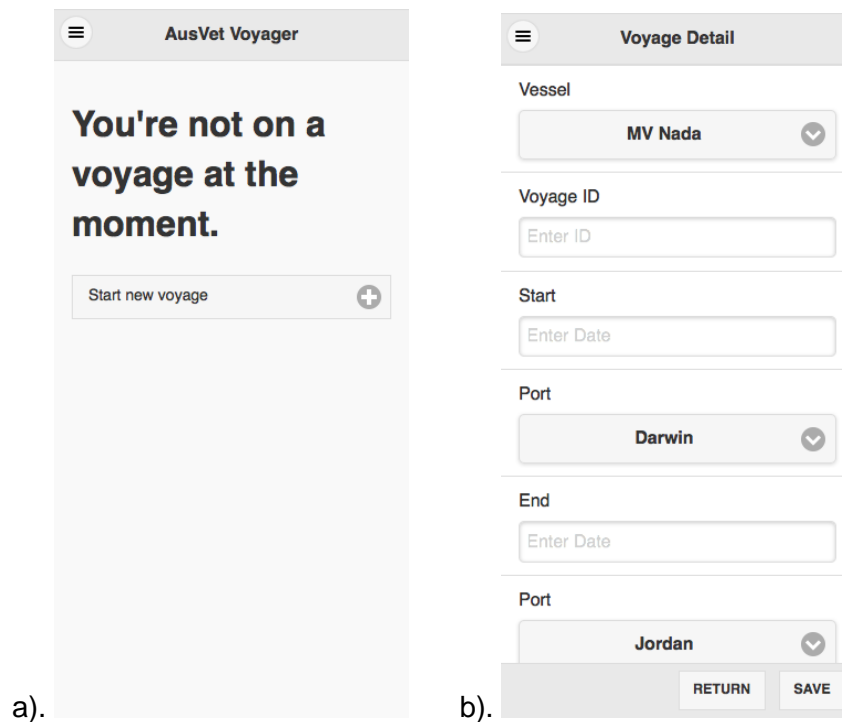 AusVet Voyager
You're not on a
voyage at the
moment.
Start new voyage
a).
Voyage Detail
Vessel
MV Nada
Voyage ID
Enter ID
Start
Enter Date
Port
Darwin
End
Enter Date
Port
Jordan
RETURN SAVE
b).